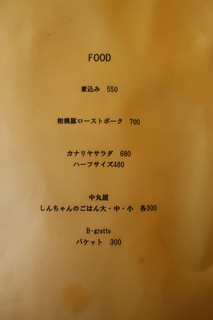 FOOD
煮込み 550
相模豚ローストポーク 700
カナリヤサラダ 680
ハーフサイズ480
中丸屋
しんちゃんのごはん大・中・小 各300
B-grotto
バケット 300